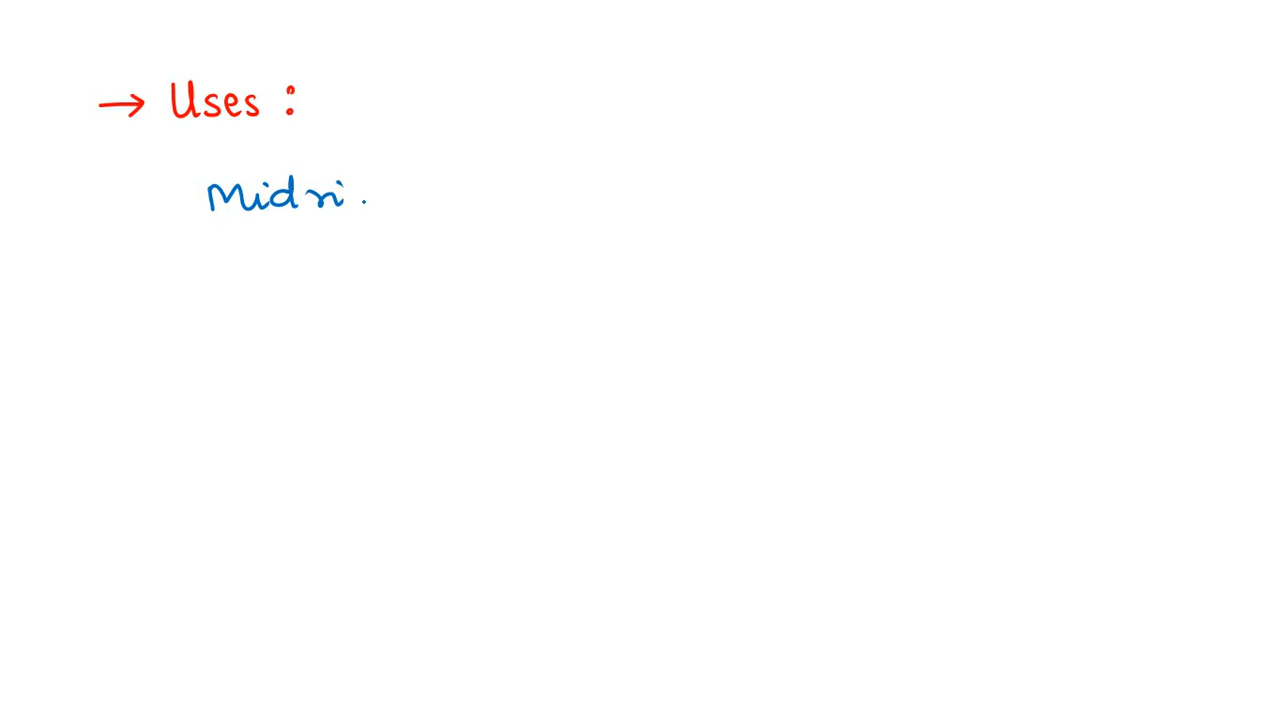 → Uses :
Midri.